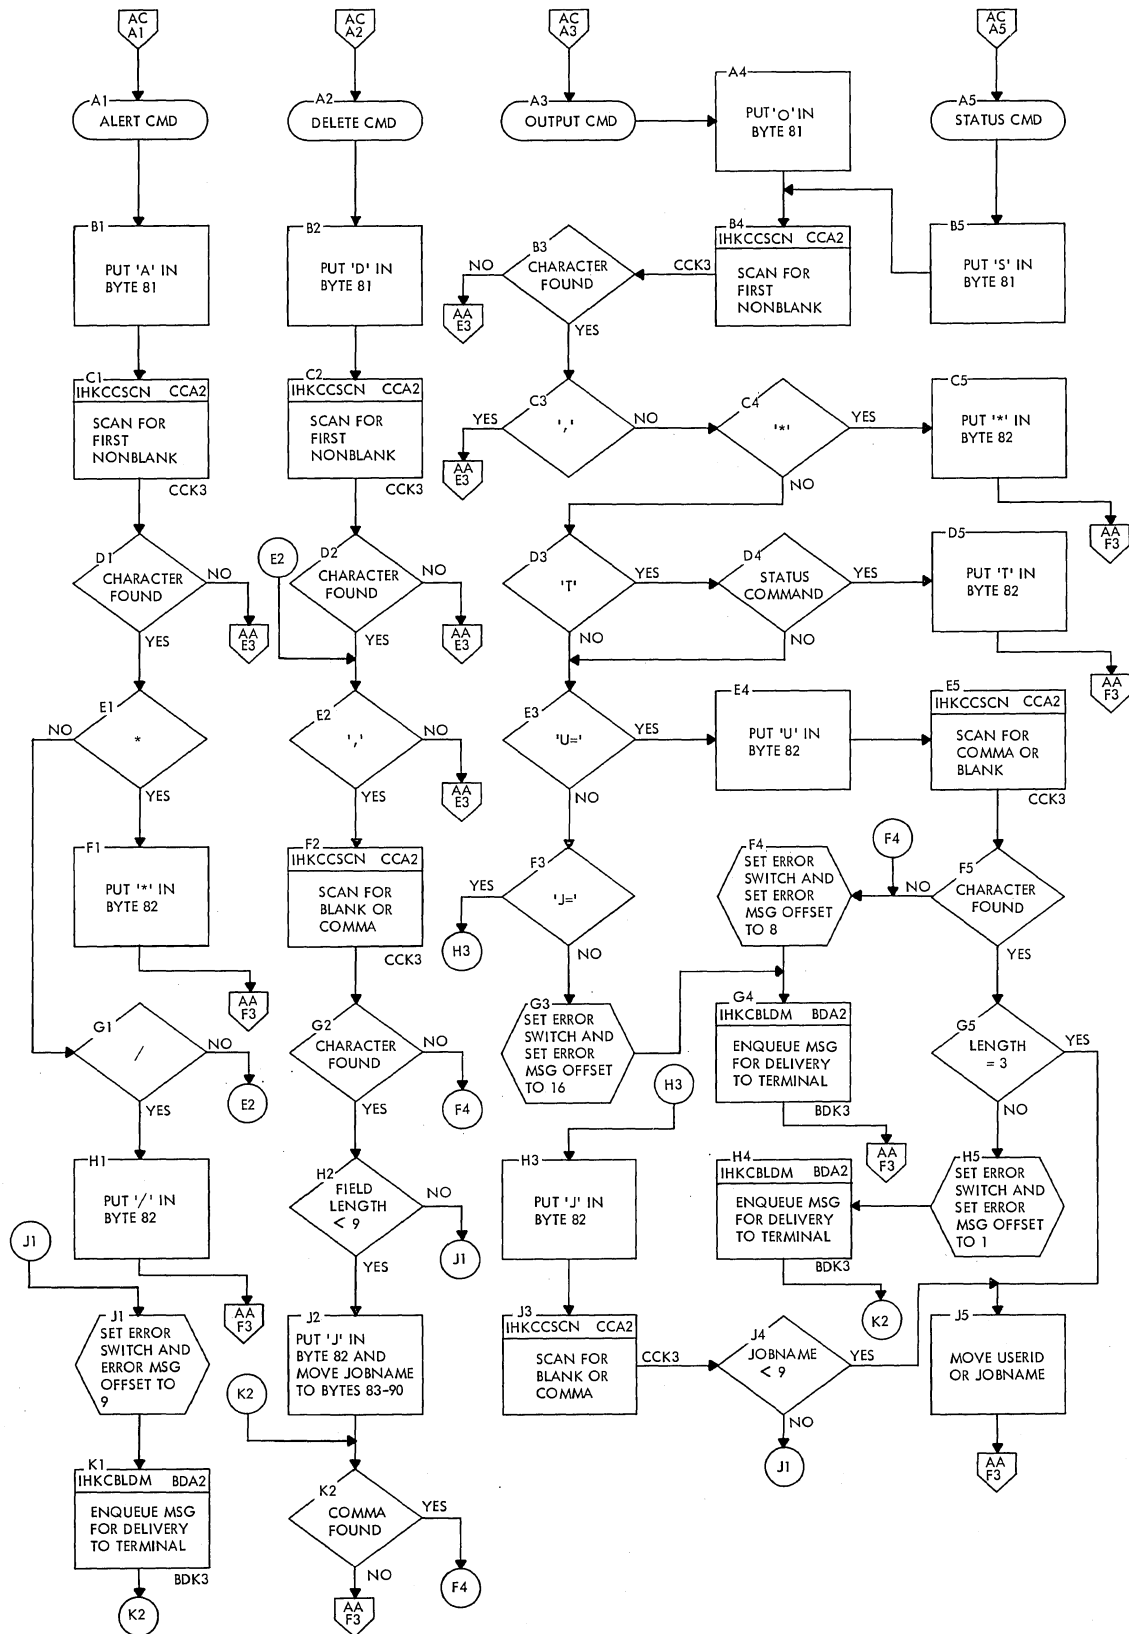 AC
A1
AC
A2
AC
A3
AC
A5
A1
ALERT CMD
A2
DELETE CMD
A3
OUTPUT CMD
A4
PUT 'O' IN
BYTE 81
A5
STATUS CMD
B1
PUT 'A' IN
BYTE 81
B2
PUT 'D' IN
BYTE 81
B3
CHARACTER
FOUND
NO
YES
AA
E3
B4
IHKCCSCN CCA2
SCAN FOR
FIRST
NONBLANK
CCK3
B5
PUT 'S' IN
BYTE 81
C1
IHKCCSCN CCA2
SCAN FOR
FIRST
NONBLANK
CCK3
C2
IHKCCSCN CCA2
SCAN FOR
FIRST
NONBLANK
CCK3
C3
','
YES
NO
AA
E3
C4
'*'
YES
NO
C5
PUT '*' IN
BYTE 82
AA
F3
D1
CHARACTER
FOUND
NO
YES
AA
E3
E2
D2
CHARACTER
FOUND
NO
YES
AA
E3
D3
'T'
YES
NO
D4
STATUS
COMMAND
YES
NO
D5
PUT 'T' IN
BYTE 82
AA
F3
E1
*
NO
YES
E2
','
NO
YES
AA
E3
E3
'U='
YES
NO
E4
PUT 'U' IN
BYTE 82
E5
IHKCCSCN CCA2
SCAN FOR
COMMA OR
BLANK
CCK3
F1
PUT '*' IN
BYTE 82
AA
F3
F2
IHKCCSCN CCA2
SCAN FOR
BLANK OR
COMMA
CCK3
F3
'J='
YES
NO
H3
F4
SET ERROR
SWITCH AND
SET ERROR
MSG OFFSET
TO 8
F4
F5
CHARACTER
FOUND
NO
YES
G1
/
NO
YES
E2
G2
CHARACTER
FOUND
NO
YES
F4
G3
SET ERROR
SWITCH AND
SET ERROR
MSG OFFSET
TO 16
G4
IHKCBLDM BDA2
ENQUEUE MSG
FOR DELIVERY
TO TERMINAL
BDK3
AA
F3
G5
LENGTH
= 3
YES
NO
H1
PUT '/' IN
BYTE 82
AA
F3
H2
FIELD
LENGTH
< 9
NO
YES
J1
H3
H3
PUT 'J' IN
BYTE 82
H4
IHKCBLDM BDA2
ENQUEUE MSG
FOR DELIVERY
TO TERMINAL
BDK3
K2
H5
SET ERROR
SWITCH AND
SET ERROR
MSG OFFSET
TO 1
J1
J1
SET ERROR
SWITCH AND
ERROR MSG
OFFSET TO
9
J2
PUT 'J' IN
BYTE 82 AND
MOVE JOBNAME
TO BYTES 83-90
J3
IHKCCSCN CCA2
SCAN FOR
BLANK OR
COMMA
CCK3
J4
JOBNAME
< 9
YES
NO
J1
J5
MOVE USERID
OR JOBNAME
AA
F3
K1
IHKCBLDM BDA2
ENQUEUE MSG
FOR DELIVERY
TO TERMINAL
BDK3
K2
K2
K2
COMMA
FOUND
YES
NO
F4
AA
F3